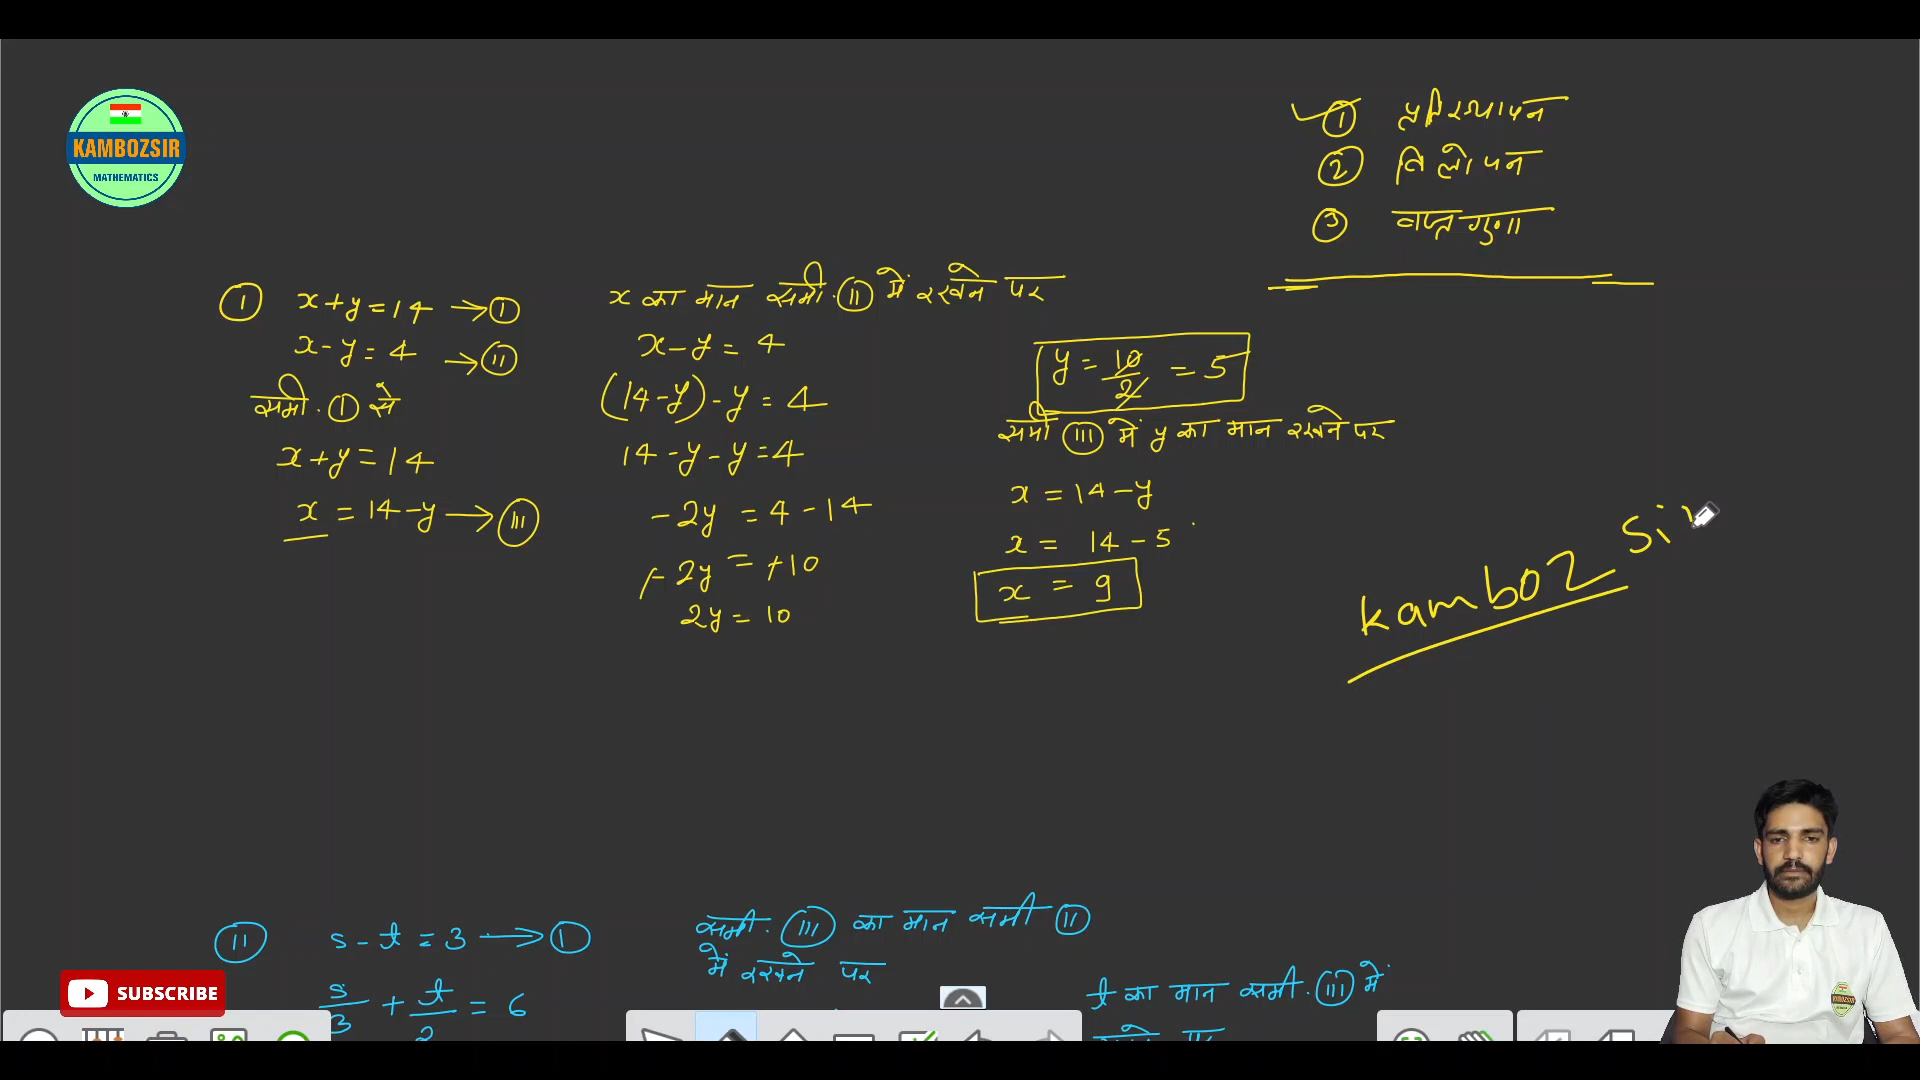 KAMBOZSIR
MATHEMATICS
① प्रतिस्थापन
② विलोपन
③ वज्रगुणा
① x+y=14 → ①
x-y=4 → ⑪
समी. ① से
x+y=14
x = 14-y → Ⅲ
x का मान समी. Ⅱ में रखने पर
x-y = 4
(14-y)-y = 4
14-y-y=4
-2y = 4-14
-2y = +10
2y = 10
y = 10/2 = 5
समी Ⅲ में y का मान रखने पर
x = 14-y
x = 14-5
x = 9
kamboz Sir
Ⅱ s-t = 3 → Ⅰ
s/3 + t/2 = 6
समी. Ⅲ का मान समी Ⅱ
में रखने पर
t का मान समी. Ⅲ में
SUBSCRIBE
KAMBOZSIR